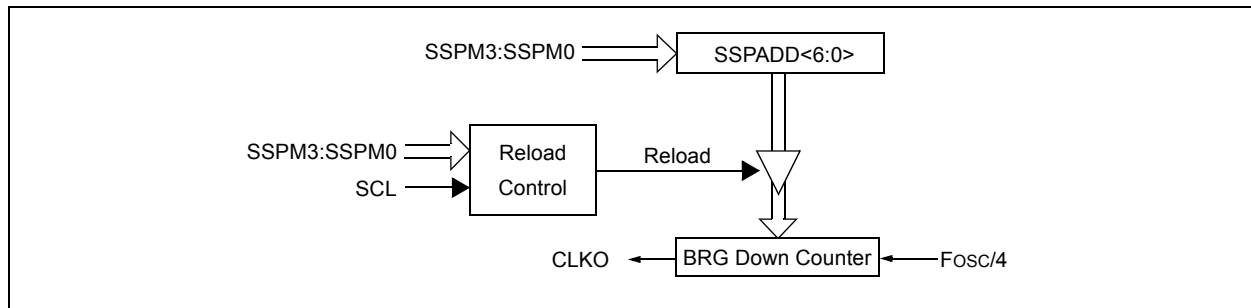 SSPM3:SSPM0
SSPADD<6:0>
SSPM3:SSPM0
SCL
Reload
Control
Reload
CLKO
BRG Down Counter
FOSC/4